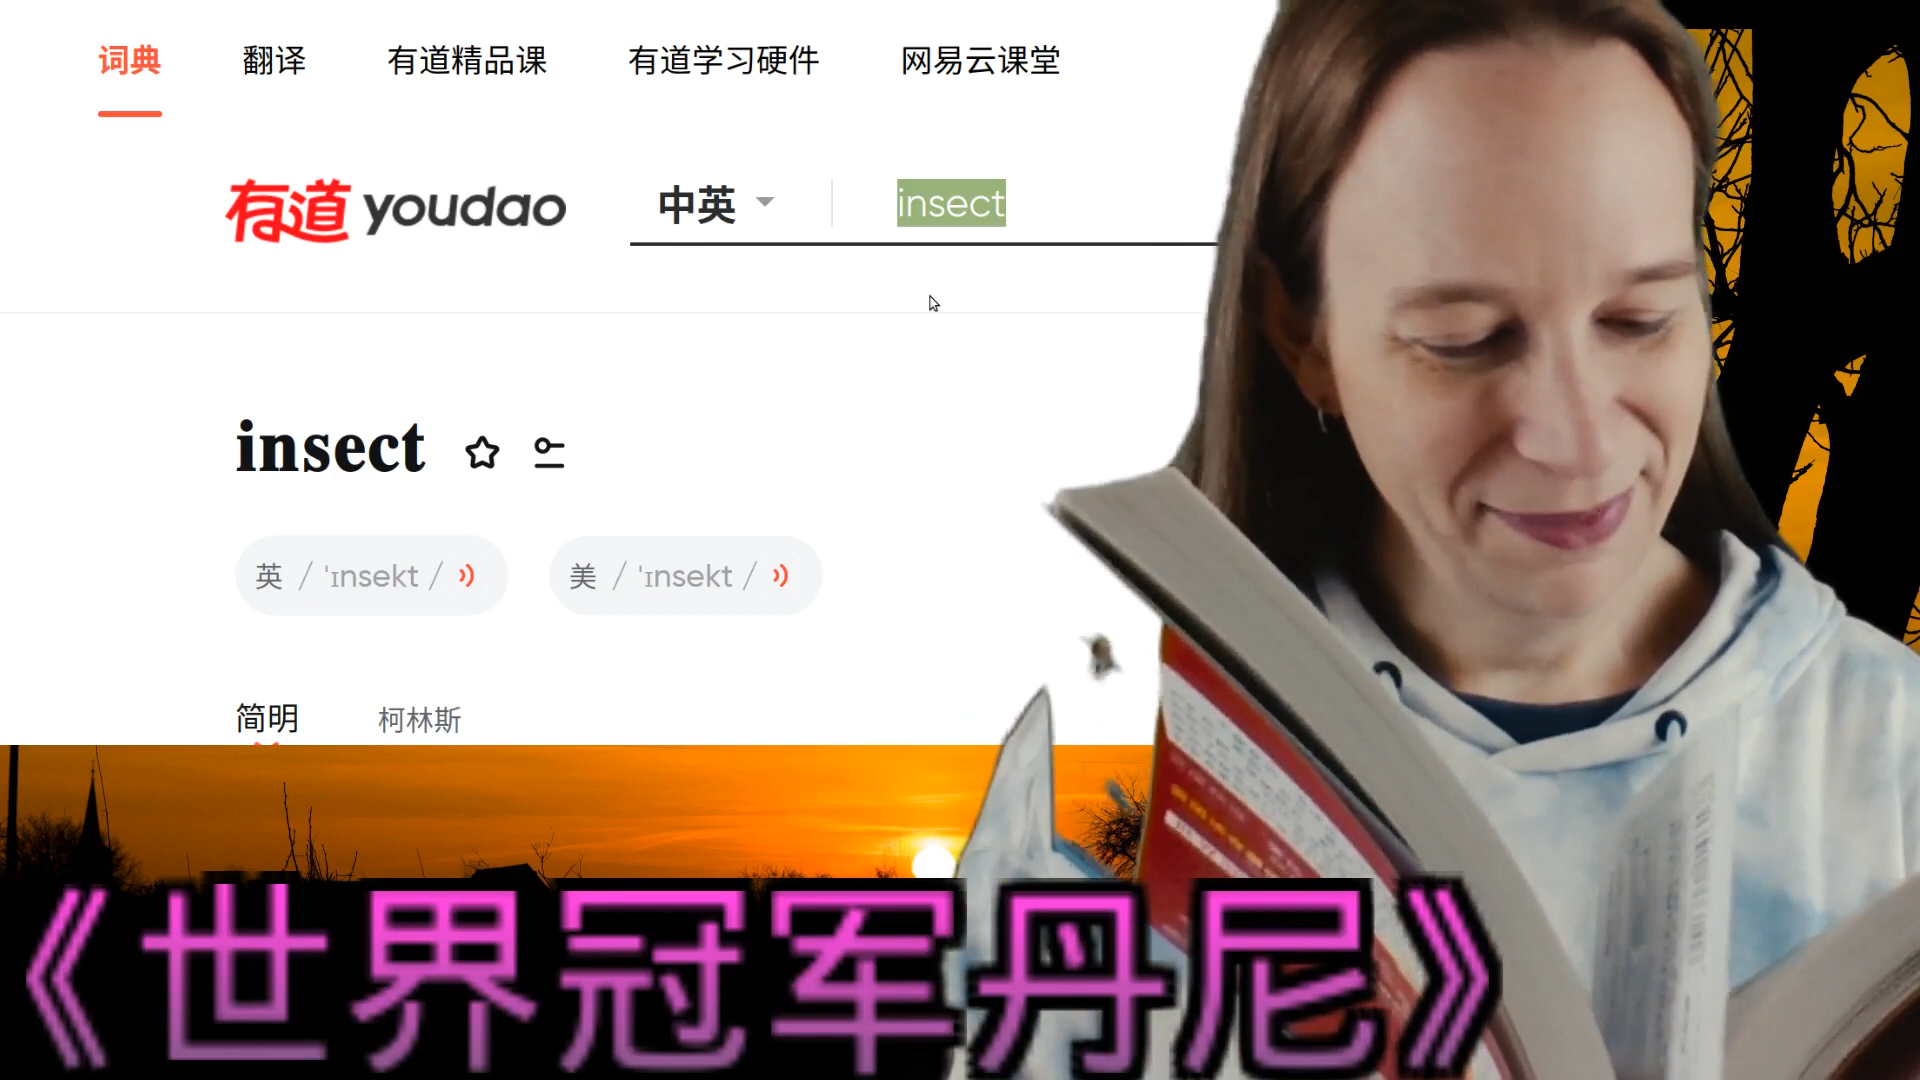 词典 翻译 有道精品课 有道学习硬件 网易云课堂
有道 youdao 中英 insect
insect
英 / ˈɪnsekt / 美 / ˈɪnsekt /
简明 柯林斯
《世界冠军丹尼》